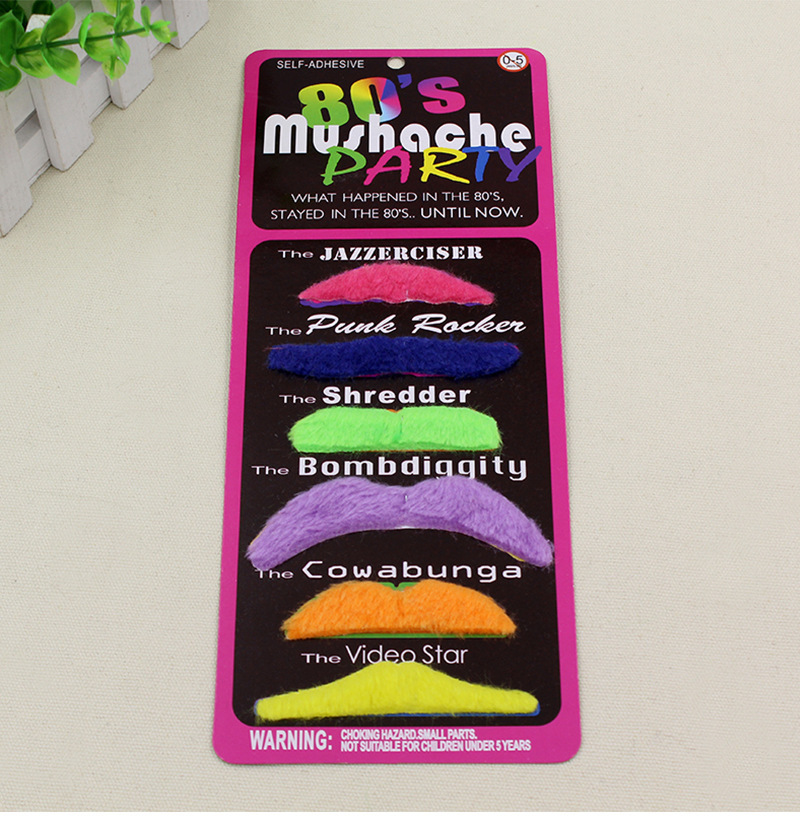 SELF-ADHESIVE
0-5
80'S
Mushache
PARTY
WHAT HAPPENED IN THE 80'S,
STAYED IN THE 80'S.. UNTIL NOW.
The JAZZERCISER
The Punk Rocker
The Shredder
The Bombdiggity
The Cowabunga
The Video Star
WARNING: CHOKING HAZARD.SMALL PARTS.
NOT SUITABLE FOR CHILDREN UNDER 5 YEARS